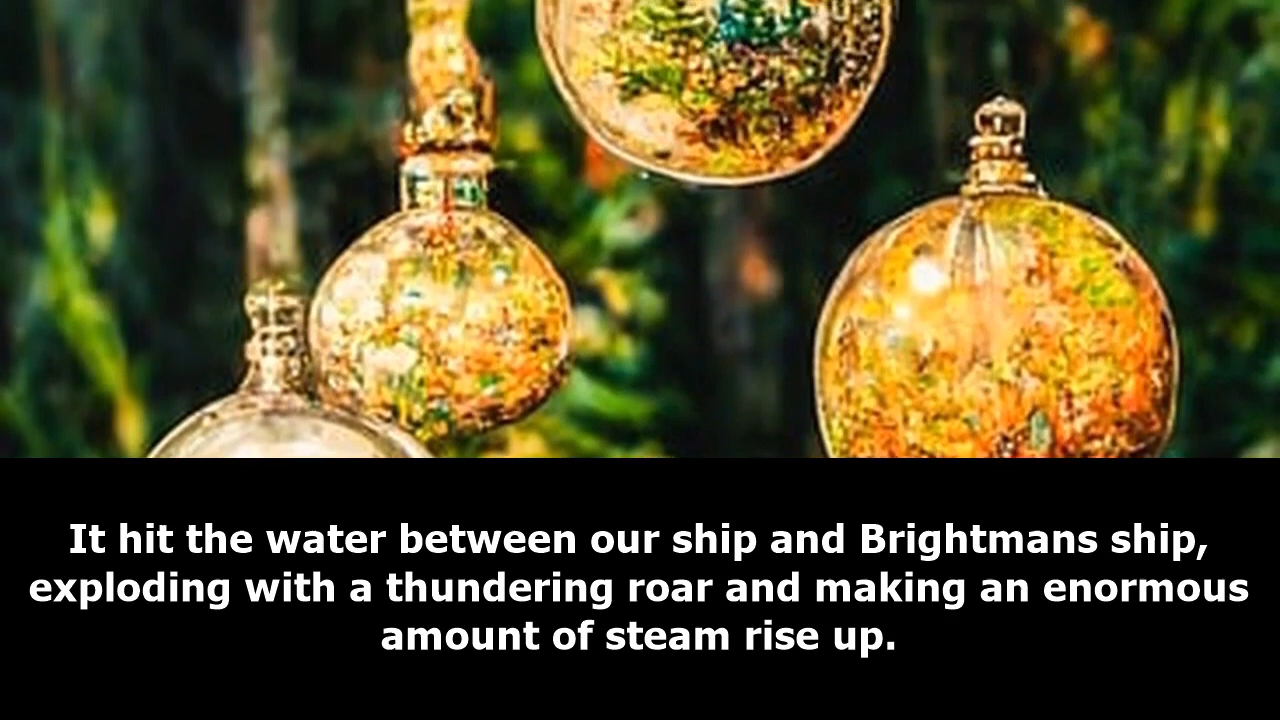 It hit the water between our ship and Brightmans ship,
exploding with a thundering roar and making an enormous
amount of steam rise up.